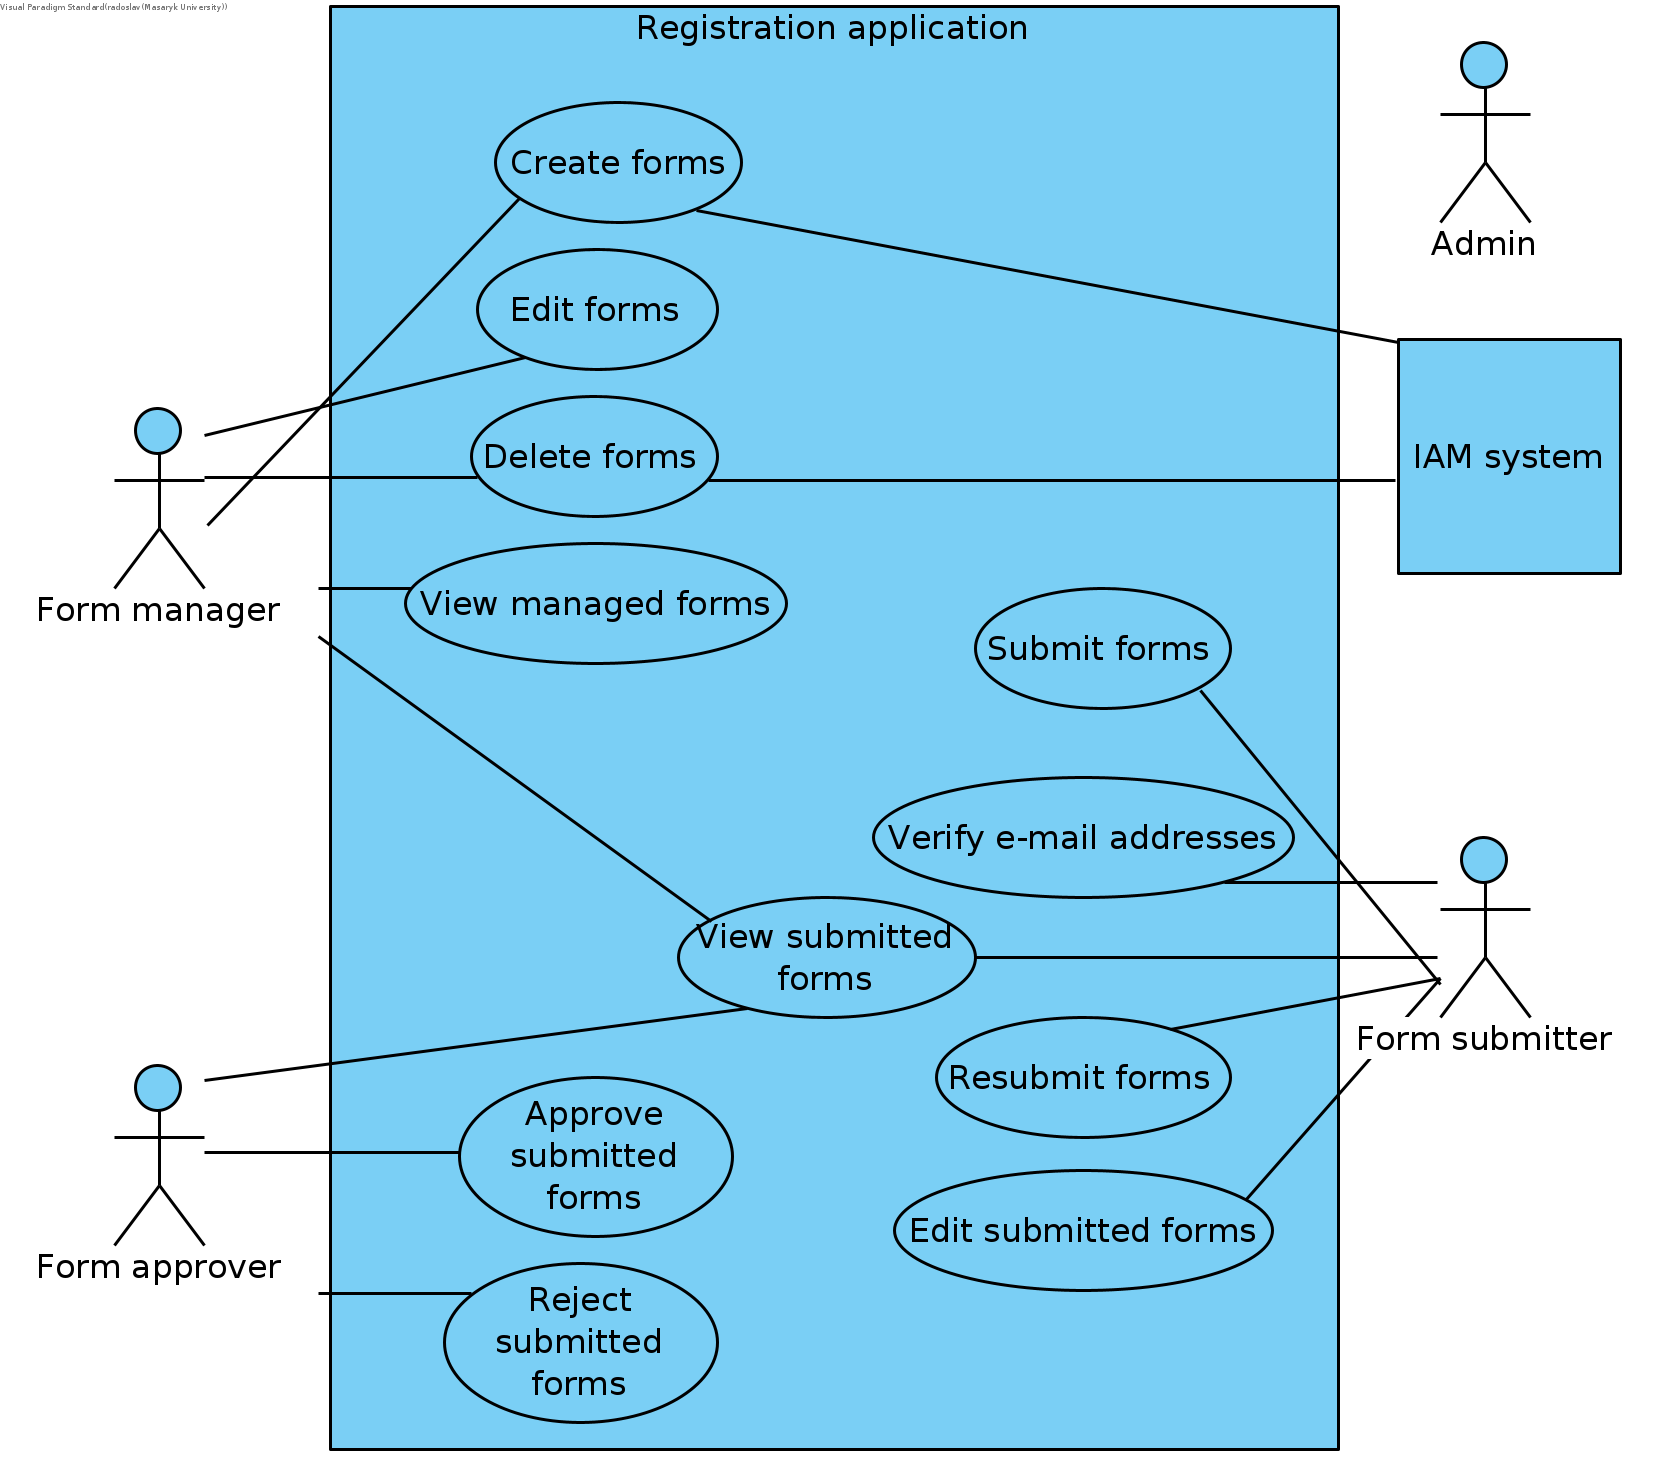 Visual Paradigm Standard(radoslav(Masaryk University))
Registration application
Create forms
Admin
Edit forms
Delete forms
IAM system
View managed forms
Form manager
Submit forms
Verify e-mail addresses
View submitted
forms
Form submitter
Resubmit forms
Approve
submitted
forms
Edit submitted forms
Form approver
Reject
submitted
forms